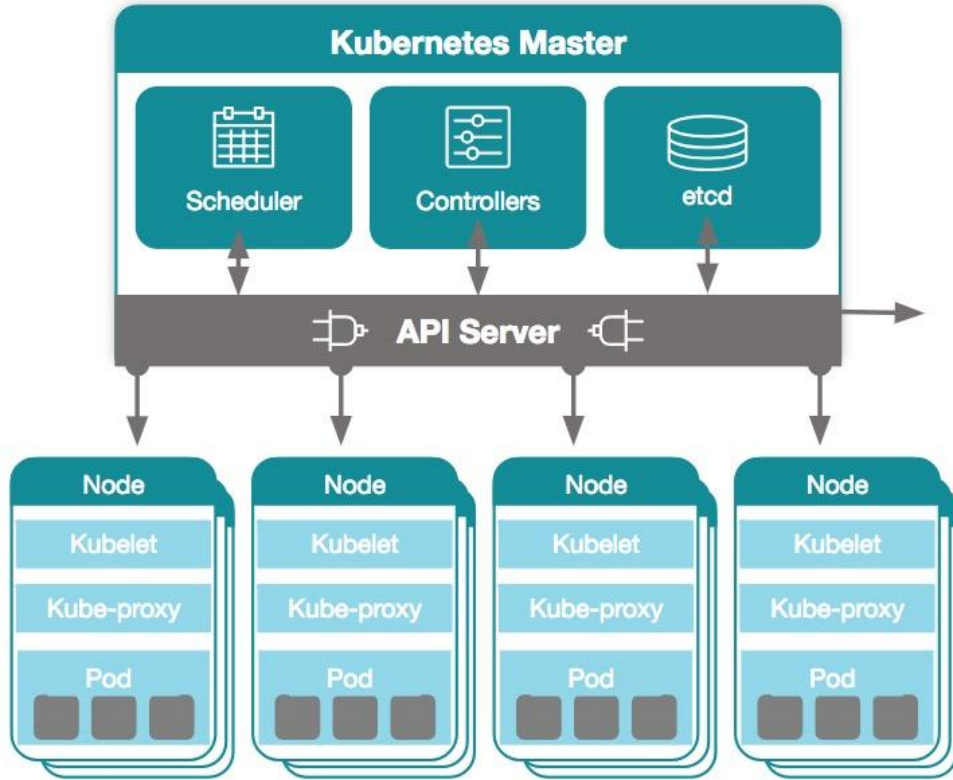 Kubernetes Master
Scheduler
Controllers
etcd
API Server
Node
Node
Node
Node
Kubelet
Kubelet
Kubelet
Kubelet
Kube-proxy
Kube-proxy
Kube-proxy
Kube-proxy
Pod
Pod
Pod
Pod